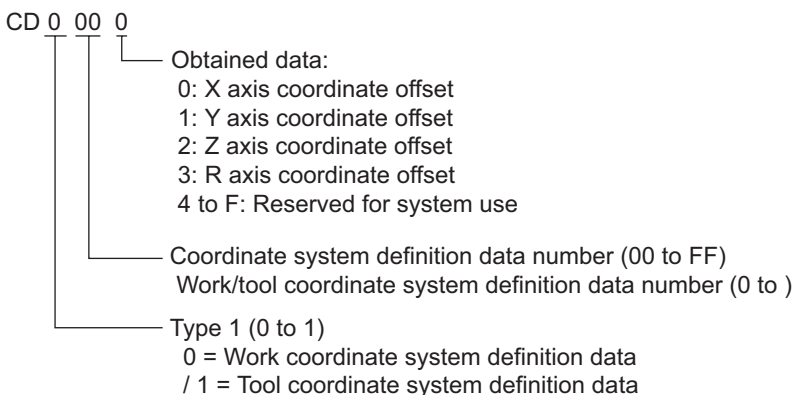 CD 0 00 0
Obtained data:
0: X axis coordinate offset
1: Y axis coordinate offset
2: Z axis coordinate offset
3: R axis coordinate offset
4 to F: Reserved for system use
Coordinate system definition data number (00 to FF)
Work/tool coordinate system definition data number (0 to )
Type 1 (0 to 1)
0 = Work coordinate system definition data
/ 1 = Tool coordinate system definition data